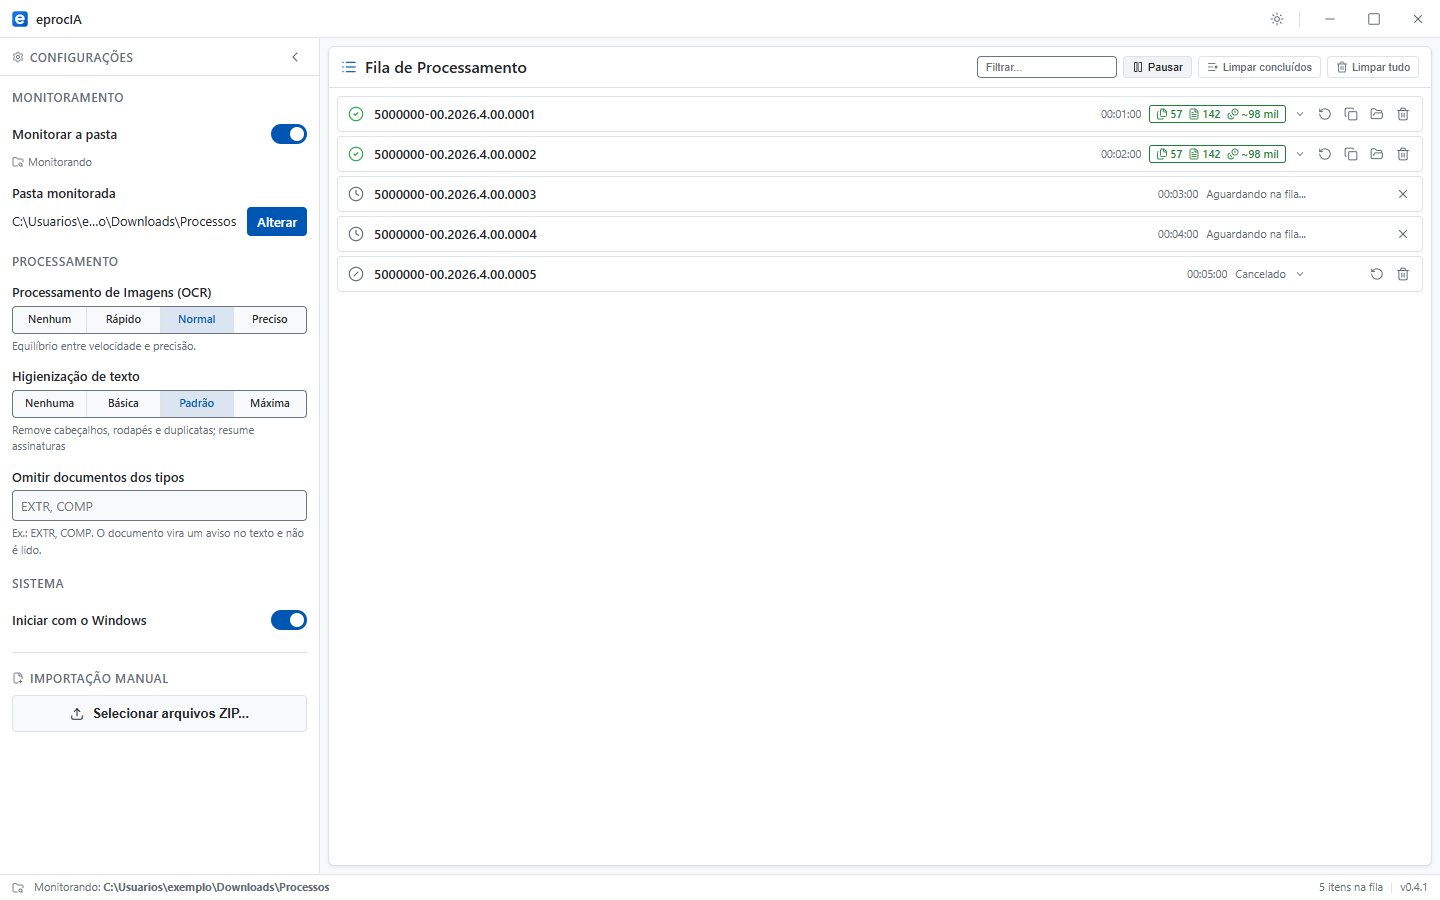 eprocIA
CONFIGURAÇÕES
MONITORAMENTO
Monitorar a pasta
Monitorando
Pasta monitorada
C:\Usuarios\e...o\Downloads\Processos
Alterar
PROCESSAMENTO
Processamento de Imagens (OCR)
Nenhum Rápido Normal Preciso
Equilíbrio entre velocidade e precisão.
Higienização de texto
Nenhuma Básica Padrão Máxima
Remove cabeçalhos, rodapés e duplicatas; resume
assinaturas
Omitir documentos dos tipos
EXTR, COMP
Ex.: EXTR, COMP. O documento vira um aviso no texto e não
é lido.
SISTEMA
Iniciar com o Windows
IMPORTAÇÃO MANUAL
Selecionar arquivos ZIP...
Fila de Processamento
Filtrar...
Pausar
Limpar concluídos
Limpar tudo
5000000-00.2026.4.00.0001 00:01:00 57 142 ~98 mil
5000000-00.2026.4.00.0002 00:02:00 57 142 ~98 mil
5000000-00.2026.4.00.0003 00:03:00 Aguardando na fila...
5000000-00.2026.4.00.0004 00:04:00 Aguardando na fila...
5000000-00.2026.4.00.0005 00:05:00 Cancelado
Monitorando: C:\Usuarios\exemplo\Downloads\Processos
5 itens na fila
v0.4.1